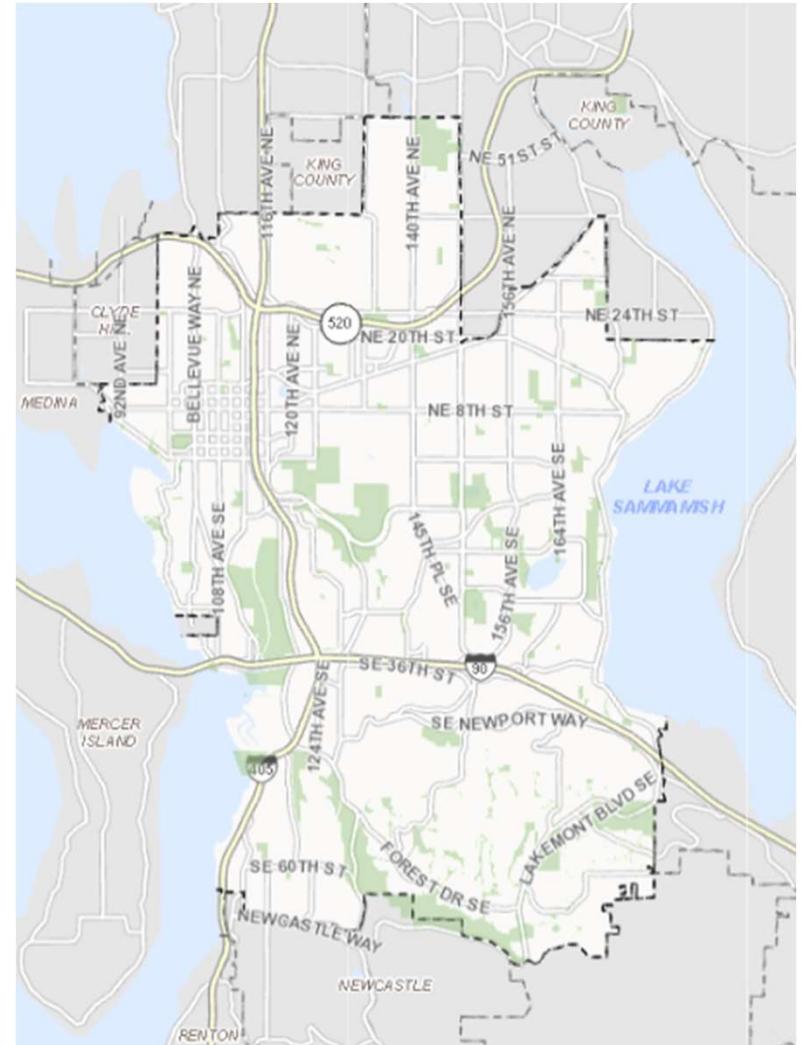 KING
COUNTY
NE 51ST ST
KING
COUNTY
116TH AVE NE
140TH AVE NE
156TH AVE NE
BELLEVUE WAY NE
CLYDE
HILL
92ND AVE NE
520
NE 20TH ST
NE 24TH ST
120TH AVE NE
MEDINA
NE 8TH ST
164TH AVE SE
LAKE
SAMMAMISH
108TH AVE SE
145TH PL SE
156TH AVE SE
SE 36TH ST
90
124TH AVE SE
SE NEWPORT WAY
MERCER
ISLAND
405
LAKEMONT BLVD SE
SE 60TH ST
FOREST DR SE
NEWCASTLE WAY
NEWCASTLE
RENTON